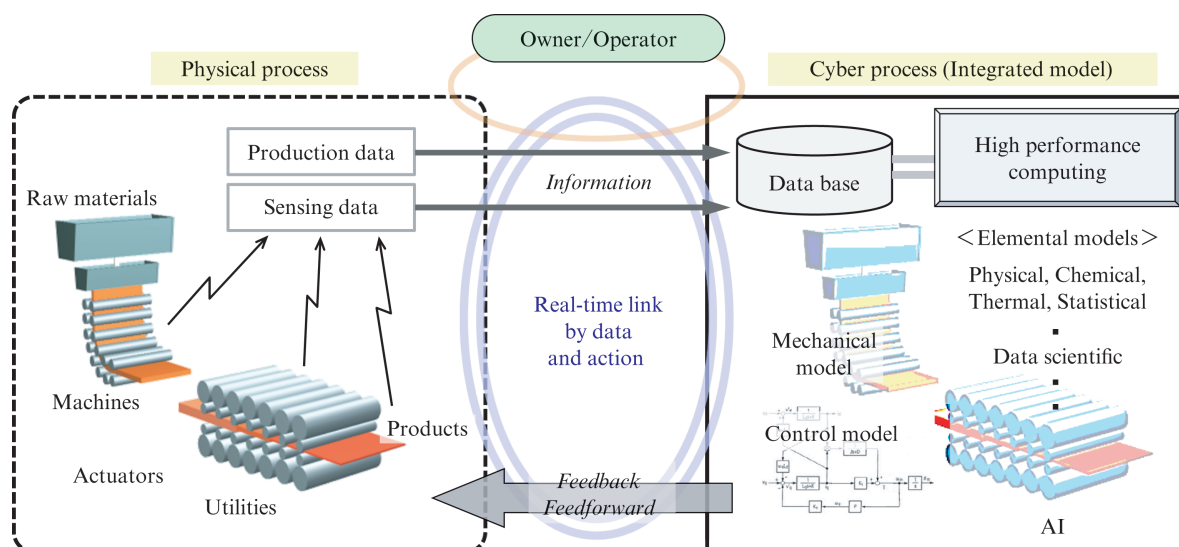 Owner/Operator
Physical process
Cyber process (Integrated model)
Production data
Sensing data
Raw materials
Machines
Actuators
Utilities
Products
Information
Real-time link
by data
and action
Feedback
Feedforward
Data base
High performance
computing
<Elemental models>
Physical, Chemical,
Thermal, Statistical
Data scientific
Mechanical
model
Control model
AI